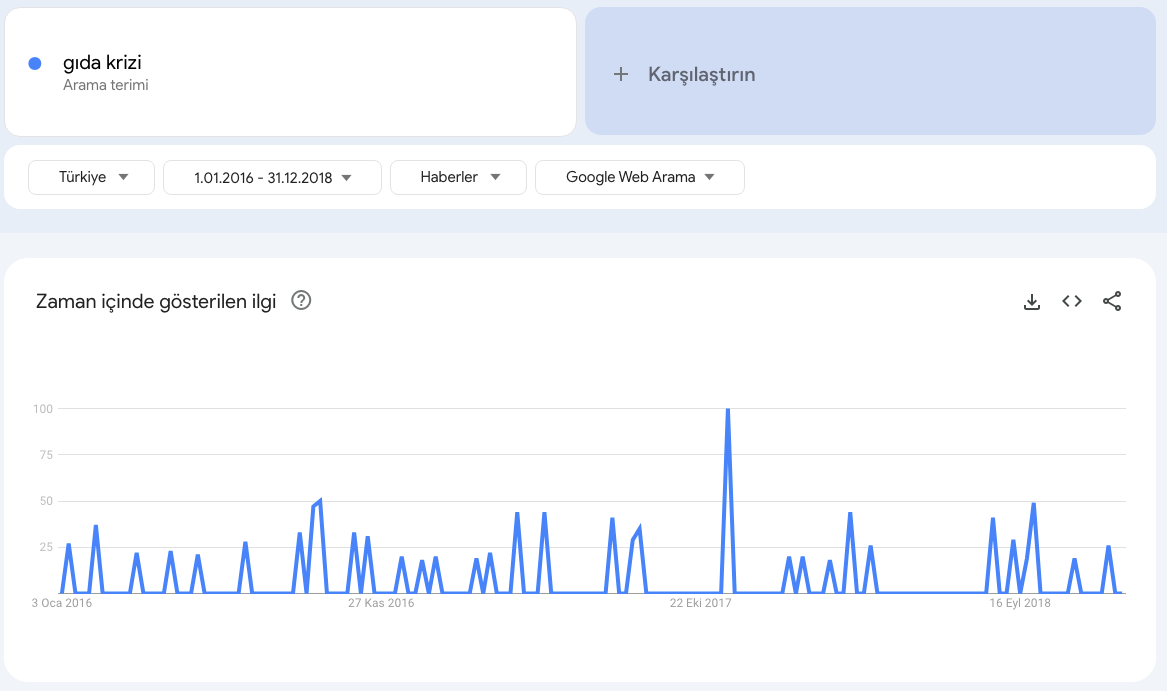 gıda krizi
Arama terimi
+ Karşılaştırın
Türkiye
1.01.2016 - 31.12.2018
Haberler
Google Web Arama
Zaman içinde gösterilen ilgi
100
75
50
25
3 Oca 2016
27 Kas 2016
22 Eki 2017
16 Eyl 2018